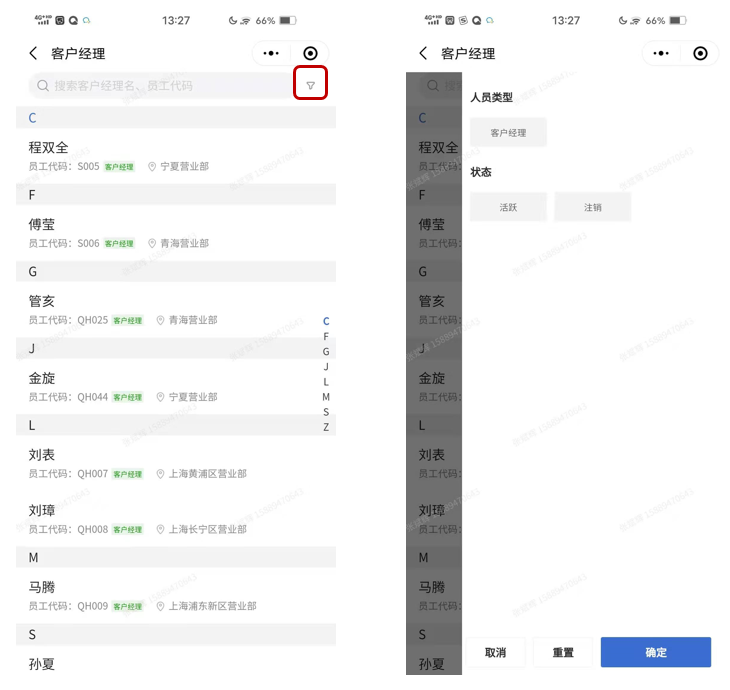 4G+HD
13:27
66%
客户经理
搜索客户经理名、员工代码
C
程双全
员工代码：S005 客户经理 宁夏营业部
F
傅莹
员工代码：S006 客户经理 青海营业部
G
管亥
员工代码：QH025 客户经理 青海营业部
J
金旋
员工代码：QH044 客户经理 宁夏营业部
L
刘表
员工代码：QH007 客户经理 上海黄浦区营业部
刘璋
员工代码：QH008 客户经理 上海长宁区营业部
M
马腾
员工代码：QH009 客户经理 上海浦东新区营业部
S
孙夏
C
F
G
J
L
M
S
Z
4G+HD
13:27
66%
客户经理
搜
C
程双全
员工代码：
F
傅莹
员工代码：
G
管亥
员工代码：
J
金旋
员工代码：
L
刘表
员工代码：
刘璋
员工代码：
M
马腾
员工代码：
S
孙夏
人员类型
客户经理
状态
活跃
注销
取消
重置
确定